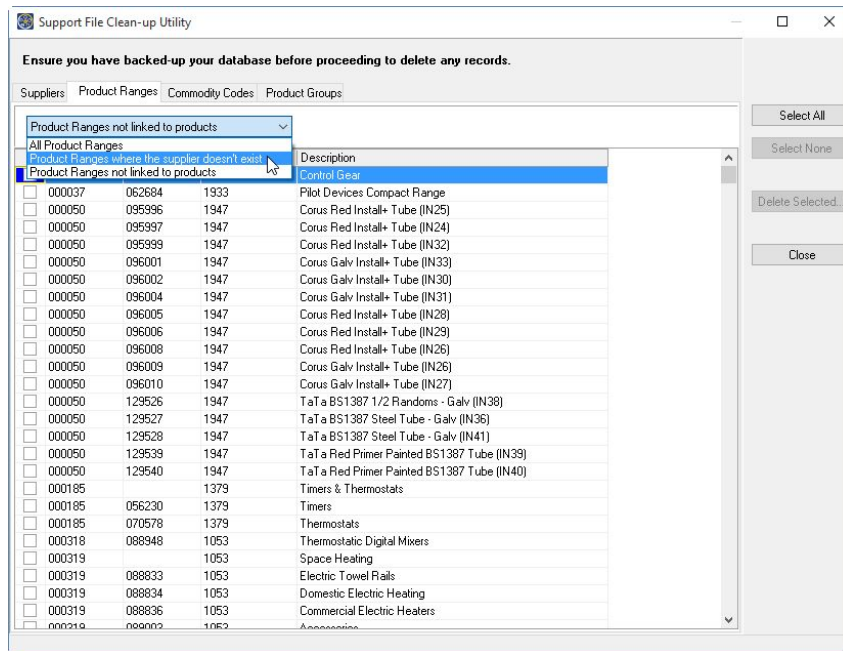 Support File Clean-up Utility
Ensure you have backed-up your database before proceeding to delete any records.
Suppliers Product Ranges Commodity Codes Product Groups
Product Ranges not linked to products
All Product Ranges
Product Ranges where the supplier doesn't exist
Product Ranges not linked to products
Description
Control Gear
000037 062684 1933 Pilot Devices Compact Range
000050 095996 1947 Corus Red Install+ Tube (IN25)
000050 095997 1947 Corus Red Install+ Tube (IN24)
000050 095999 1947 Corus Red Install+ Tube (IN32)
000050 096001 1947 Corus Galv Install+ Tube (IN33)
000050 096002 1947 Corus Galv Install+ Tube (IN30)
000050 096004 1947 Corus Galv Install+ Tube (IN31)
000050 096005 1947 Corus Red Install+ Tube (IN28)
000050 096006 1947 Corus Red Install+ Tube (IN29)
000050 096008 1947 Corus Red Install+ Tube (IN26)
000050 096009 1947 Corus Galv Install+ Tube (IN26)
000050 096010 1947 Corus Galv Install+ Tube (IN27)
000050 129526 1947 TaTa BS1387 1/2 Randoms - Galv (IN38)
000050 129527 1947 TaTa BS1387 Steel Tube - Galv (IN36)
000050 129528 1947 TaTa BS1387 Steel Tube - Galv (IN41)
000050 129539 1947 TaTa Red Primer Painted BS1387 Tube (IN39)
000050 129540 1947 TaTa Red Primer Painted BS1387 Tube (IN40)
000185 1379 Timers & Thermostats
000185 056230 1379 Timers
000185 070578 1379 Thermostats
000318 088948 1053 Thermostatic Digital Mixers
000319 1053 Space Heating
000319 088833 1053 Electric Towel Rails
000319 088834 1053 Domestic Electric Heating
000319 088836 1053 Commercial Electric Heaters
000319 089003 1053 Accessories
Select All
Select None
Delete Selected..
Close